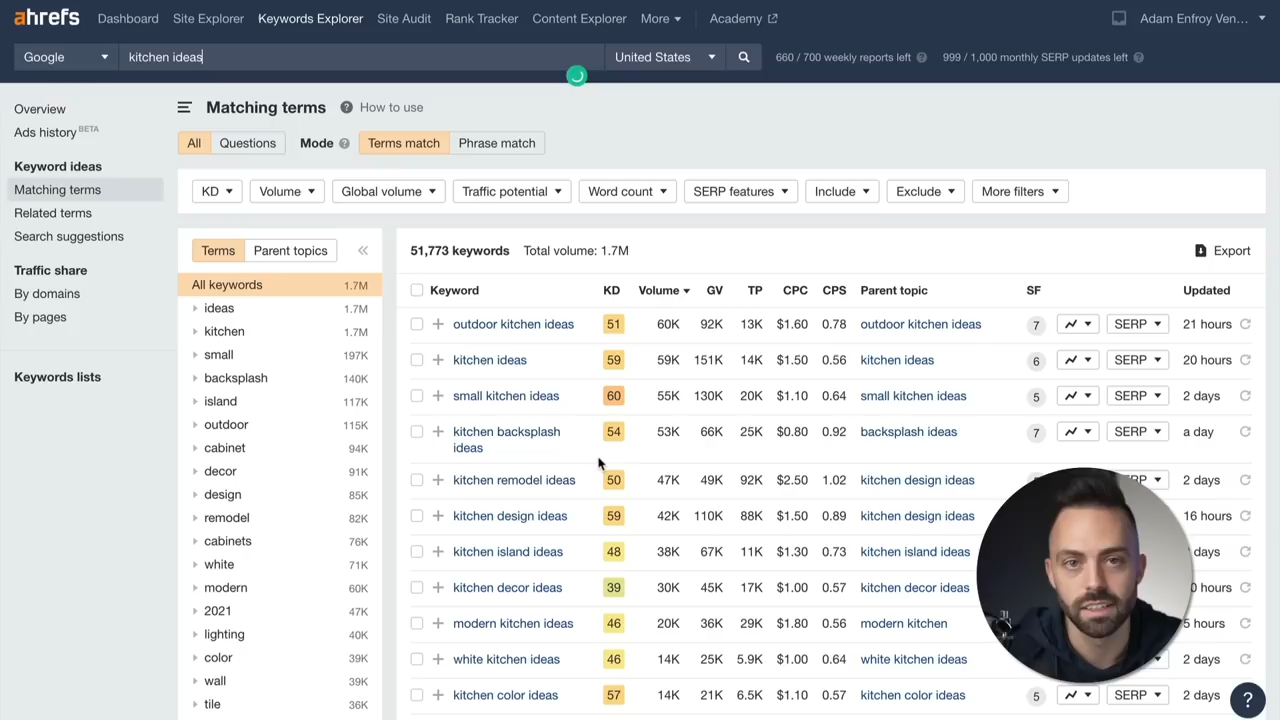 ahrefs Dashboard Site Explorer Keywords Explorer Site Audit Rank Tracker Content Explorer More Academy Adam Enfroy Ven...
Google kitchen ideas United States 660 / 700 weekly reports left 999 / 1,000 monthly SERP updates left
Overview
Ads history BETA
Keyword ideas
Matching terms
Related terms
Search suggestions
Traffic share
By domains
By pages
Keywords lists
Matching terms ? How to use
All Questions Mode ? Terms match Phrase match
KD Volume Global volume Traffic potential Word count SERP features Include Exclude More filters
Terms Parent topics «
All keywords 1.7M
ideas 1.7M
kitchen 1.7M
small 197K
backsplash 140K
island 117K
outdoor 115K
cabinet 94K
decor 91K
design 85K
remodel 82K
cabinets 76K
white 71K
modern 60K
2021 47K
lighting 40K
color 39K
wall 39K
tile 36K
51,773 keywords Total volume: 1.7M Export
Keyword KD Volume GV TP CPC CPS Parent topic SF Updated
outdoor kitchen ideas 51 60K 92K 13K $1.60 0.78 outdoor kitchen ideas 7 SERP 21 hours
kitchen ideas 59 59K 151K 14K $1.50 0.56 kitchen ideas 6 SERP 20 hours
small kitchen ideas 60 55K 130K 20K $1.10 0.64 small kitchen ideas 5 SERP 2 days
kitchen backsplash 54 53K 66K 25K $0.80 0.92 backsplash ideas 7 SERP a day
ideas
kitchen remodel ideas 50 47K 49K 92K $2.50 1.02 kitchen design ideas 2 days
kitchen design ideas 59 42K 110K 88K $1.50 0.89 kitchen design ideas 16 hours
kitchen island ideas 48 38K 67K 11K $1.30 0.73 kitchen island ideas days
kitchen decor ideas 39 30K 45K 17K $1.00 0.57 kitchen decor ideas 0 hours
modern kitchen ideas 46 20K 36K 29K $1.80 0.56 modern kitchen 5 hours
white kitchen ideas 46 14K 25K 5.9K $1.00 0.64 white kitchen ideas 2 days
kitchen color ideas 57 14K 21K 6.5K $1.10 0.57 kitchen color ideas 5 SERP 2 days
?